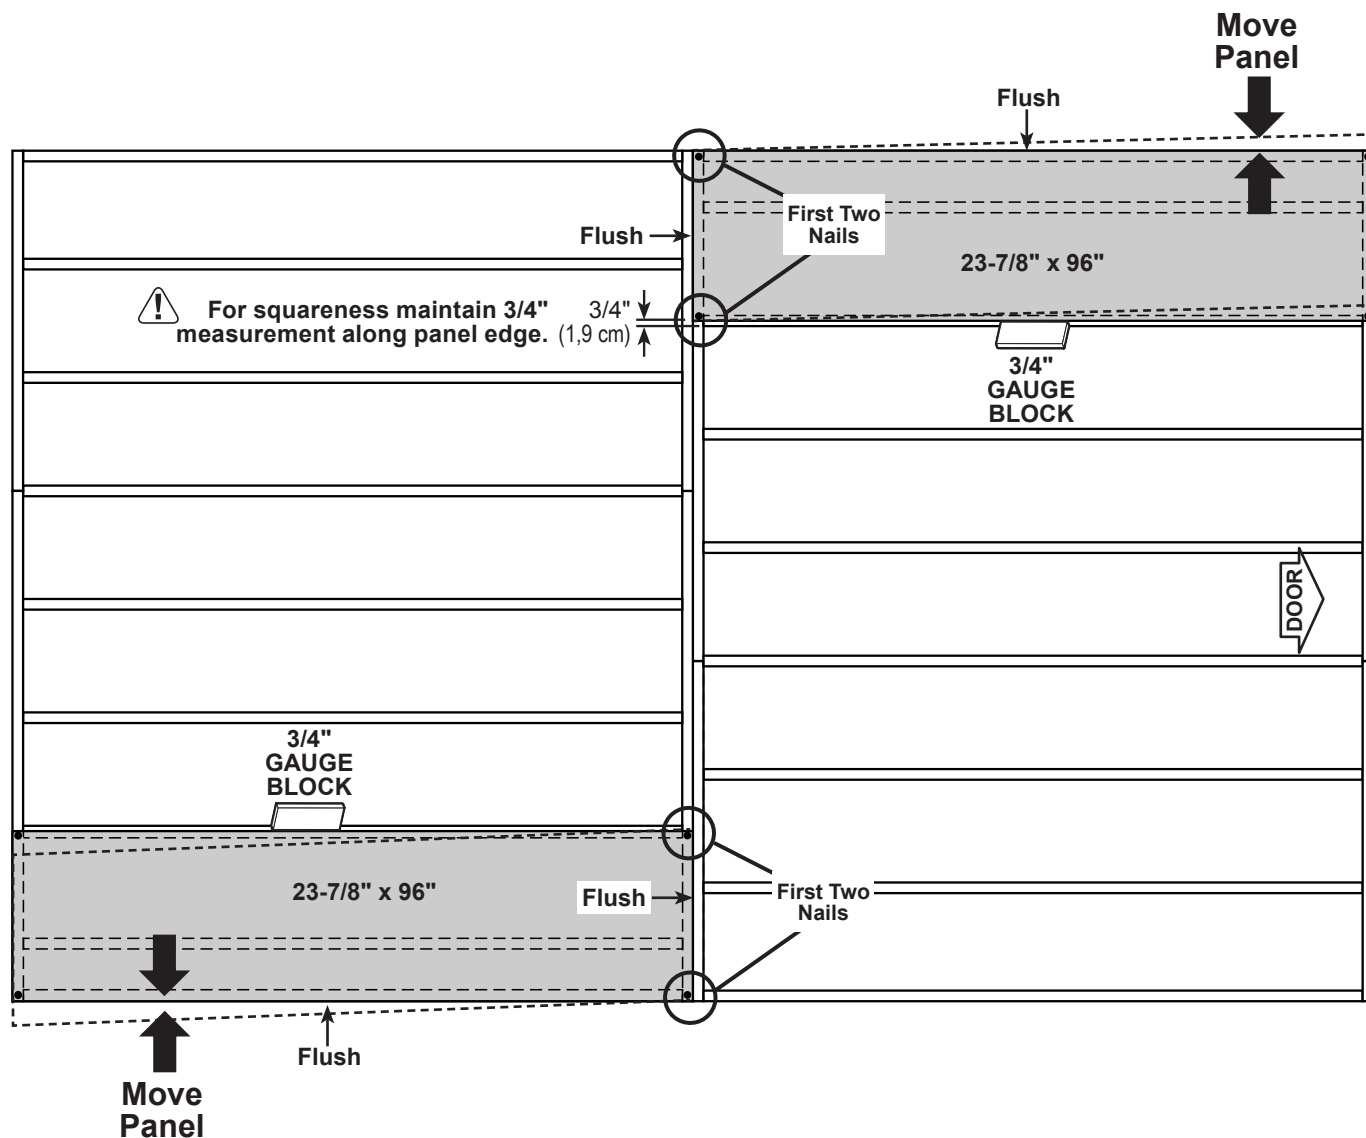 Move
Panel
Flush
First Two
Nails
Flush
23-7/8" x 96"
For squareness maintain 3/4"
measurement along panel edge.
3/4"
(1,9 cm)
3/4"
GAUGE
BLOCK
DOOR
3/4"
GAUGE
BLOCK
23-7/8" x 96"
Flush
First Two
Nails
Flush
Move
Panel